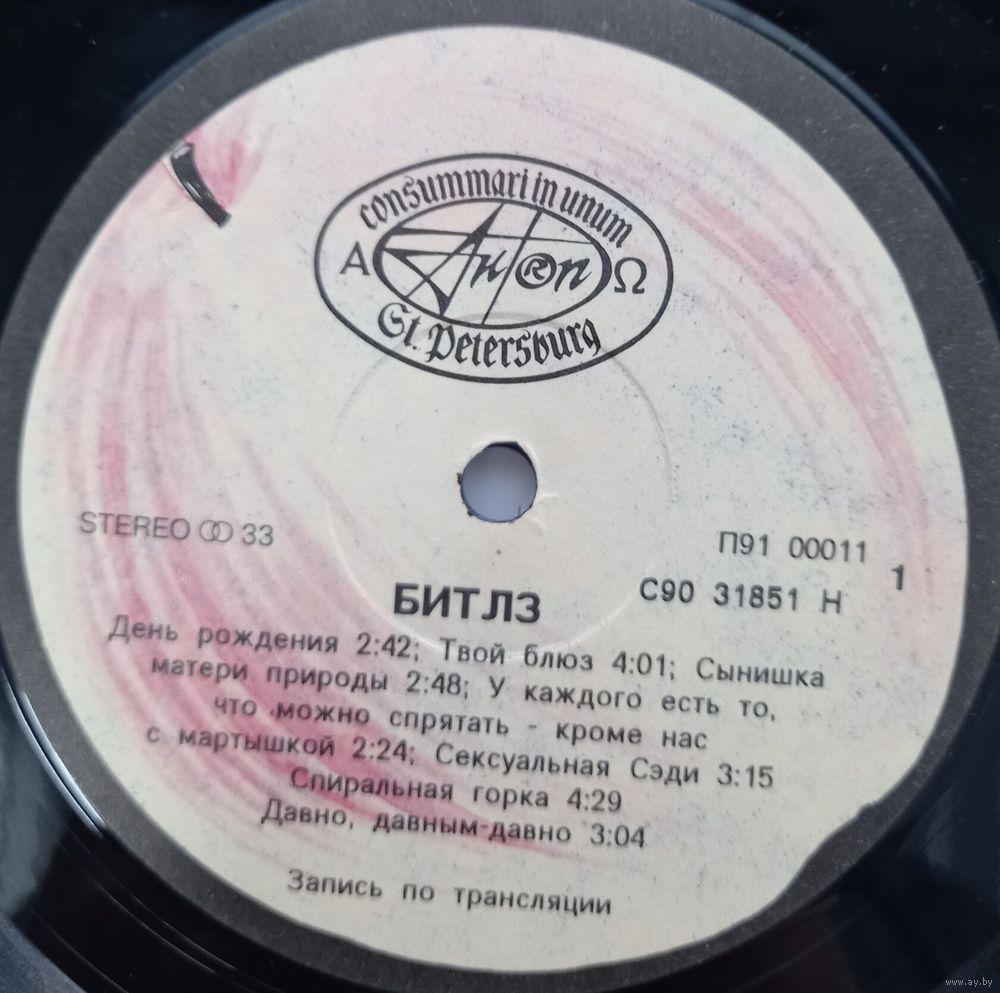 consummari in unum
Α АнтRоп Ω
St. Petersburg
STEREO 33
П91 00011
1
С90 31851 Н
БИТЛЗ
День рождения 2:42; Твой блюз 4:01; Сынишка
матери природы 2:48; У каждого есть то,
что можно спрятать - кроме нас
с мартышкой 2:24; Сексуальная Сэди 3:15
Спиральная горка 4:29
Давно, давным-давно 3:04
Запись по трансляции
www.ay.by